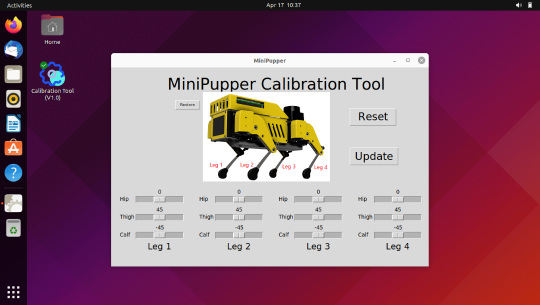 Activities
Apr 17 10:37
Home
Calibration Tool
(V1.0)
MiniPupper
MiniPupper Calibration Tool
Restore
Reset
Update
Leg 1 Leg 2 Leg 3 Leg 4
0 0 0 0
Hip Hip Hip Hip
45 45 45 45
Thigh Thigh Thigh Thigh
-45 -45 -45 -45
Calf Calf Calf Calf
Leg 1 Leg 2 Leg 3 Leg 4